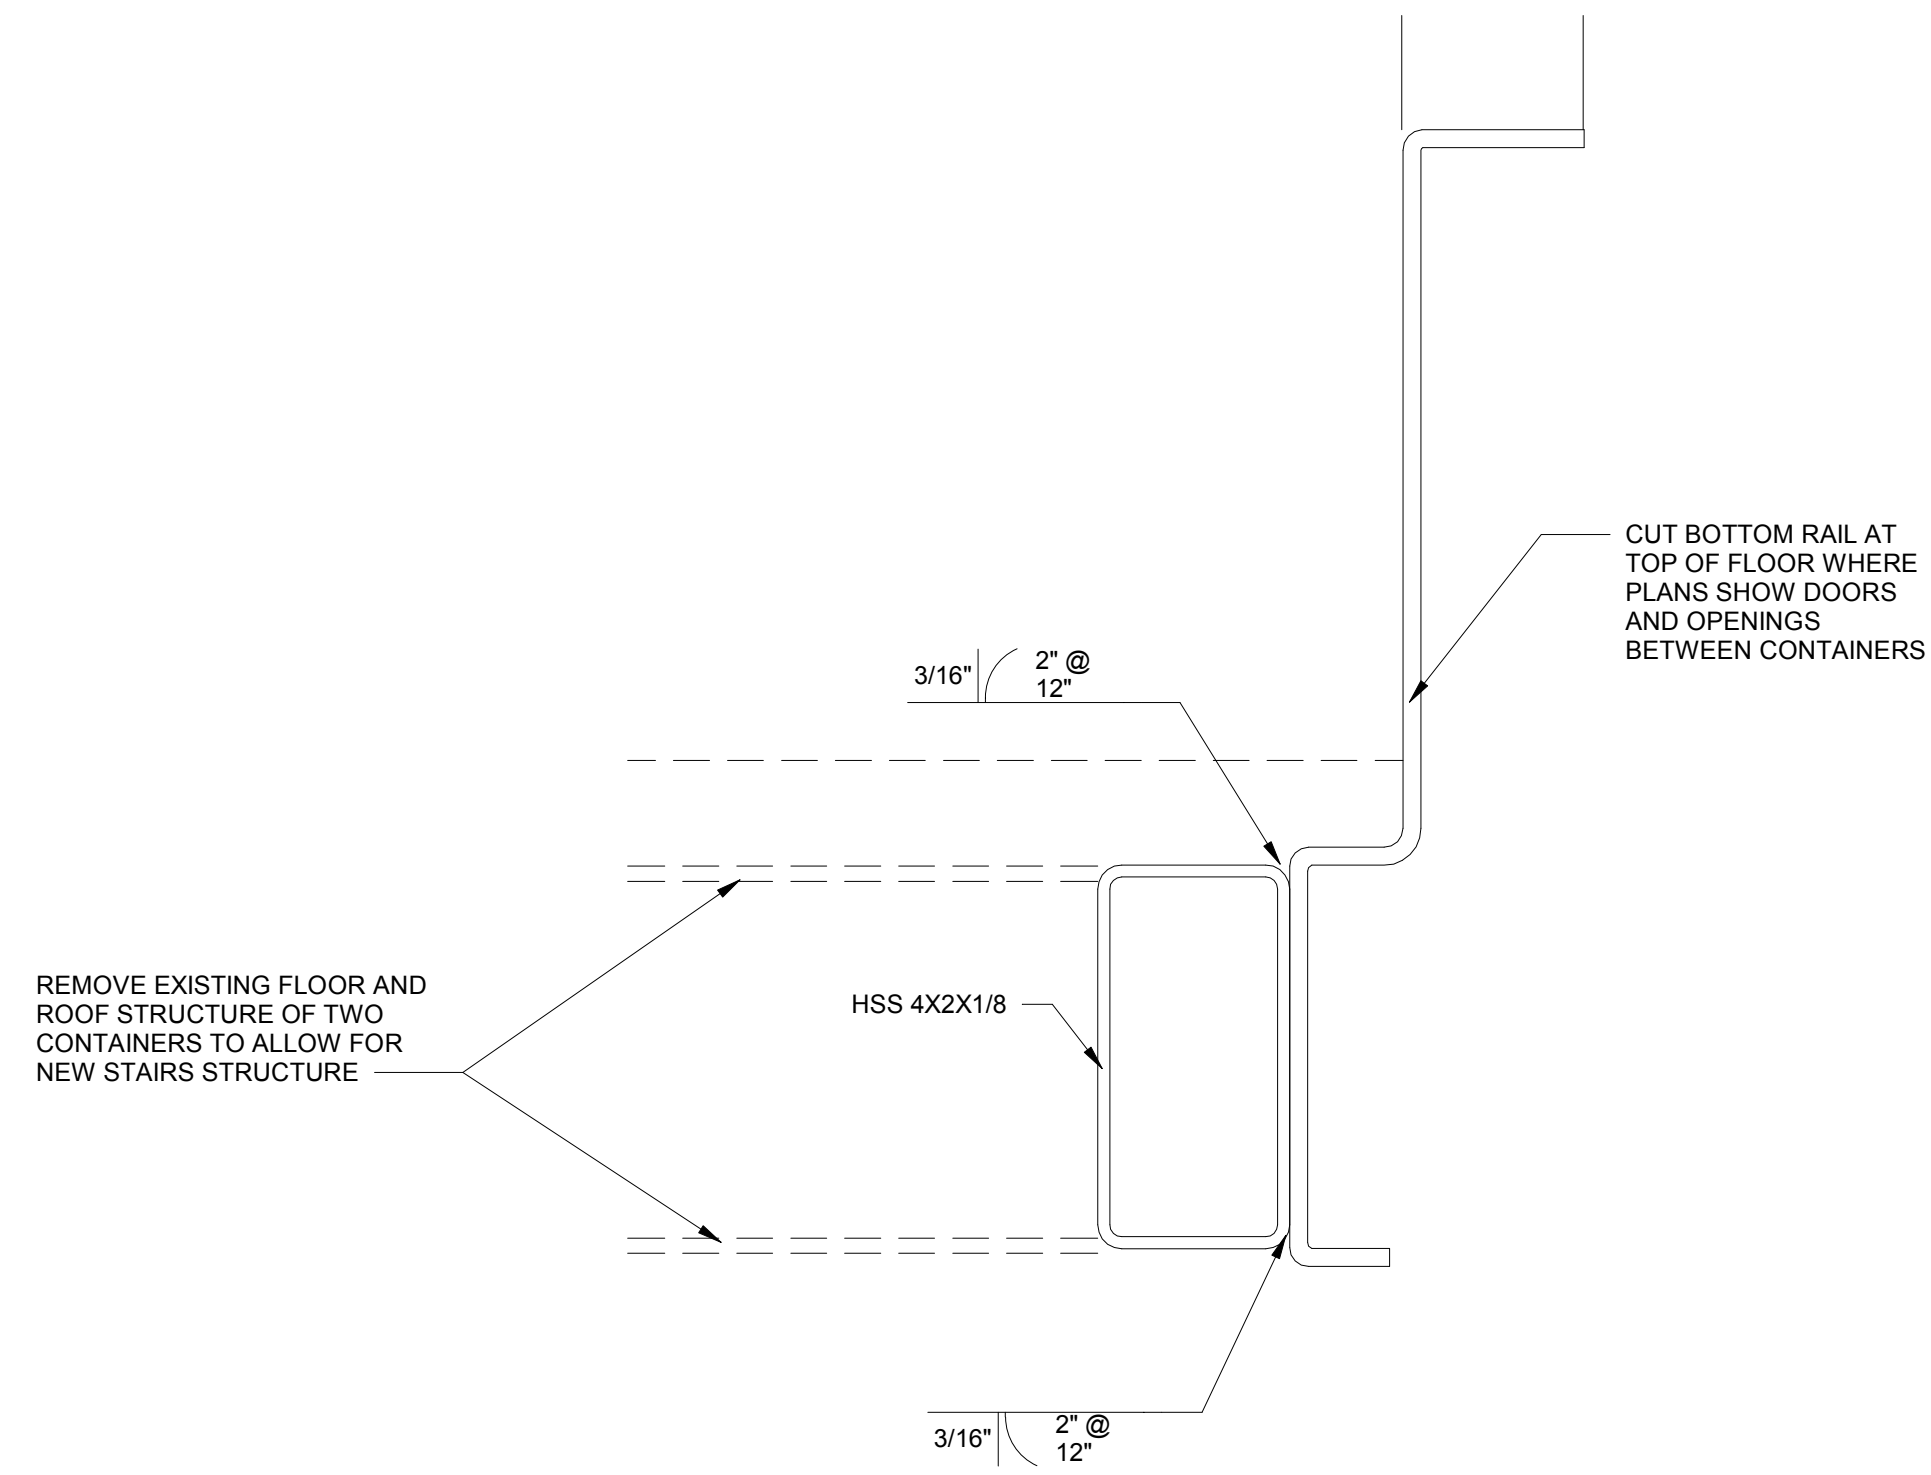 CUT BOTTOM RAIL AT
TOP OF FLOOR WHERE
PLANS SHOW DOORS
AND OPENINGS
BETWEEN CONTAINERS
3/16"
2" @
12"
REMOVE EXISTING FLOOR AND
ROOF STRUCTURE OF TWO
CONTAINERS TO ALLOW FOR
NEW STAIRS STRUCTURE
HSS 4X2X1/8
3/16"
2" @
12"